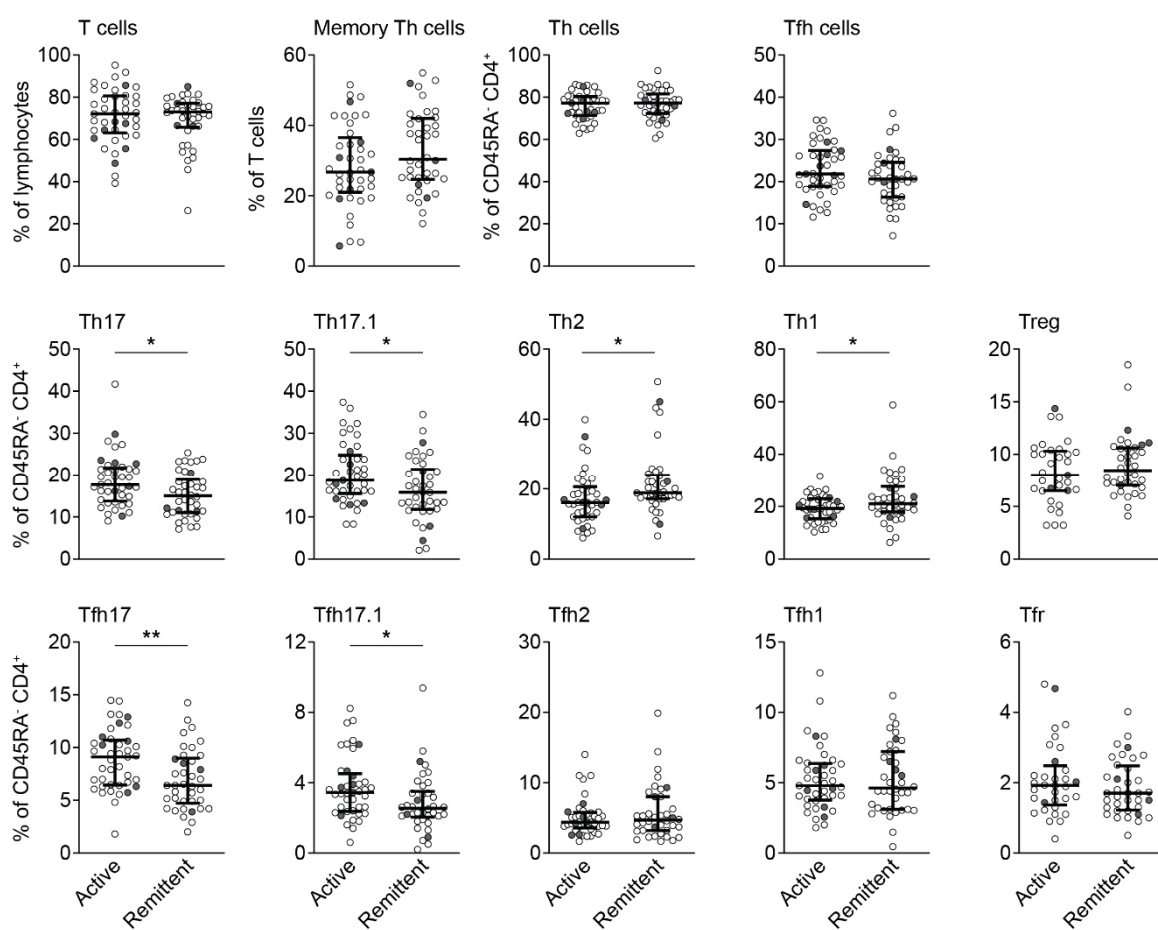 T cells
Memory Th cells
Th cells
Tfh cells
% of lymphocytes
100
80
60
40
20
0
% of T cells
60
40
20
0
% of CD45RA- CD4+
100
80
60
40
20
0
50
40
30
20
10
0
Th17
Th17.1
Th2
Th1
Treg
% of CD45RA- CD4+
50
40
30
20
10
0
*
50
40
30
20
10
0
*
60
40
20
0
*
80
60
40
20
0
*
20
15
10
5
0
Tfh17
Tfh17.1
Tfh2
Tfh1
Tfr
% of CD45RA- CD4+
20
15
10
5
0
**
12
8
4
0
*
30
20
10
0
15
10
5
0
6
4
2
0
Active
Remittent
Active
Remittent
Active
Remittent
Active
Remittent
Active
Remittent